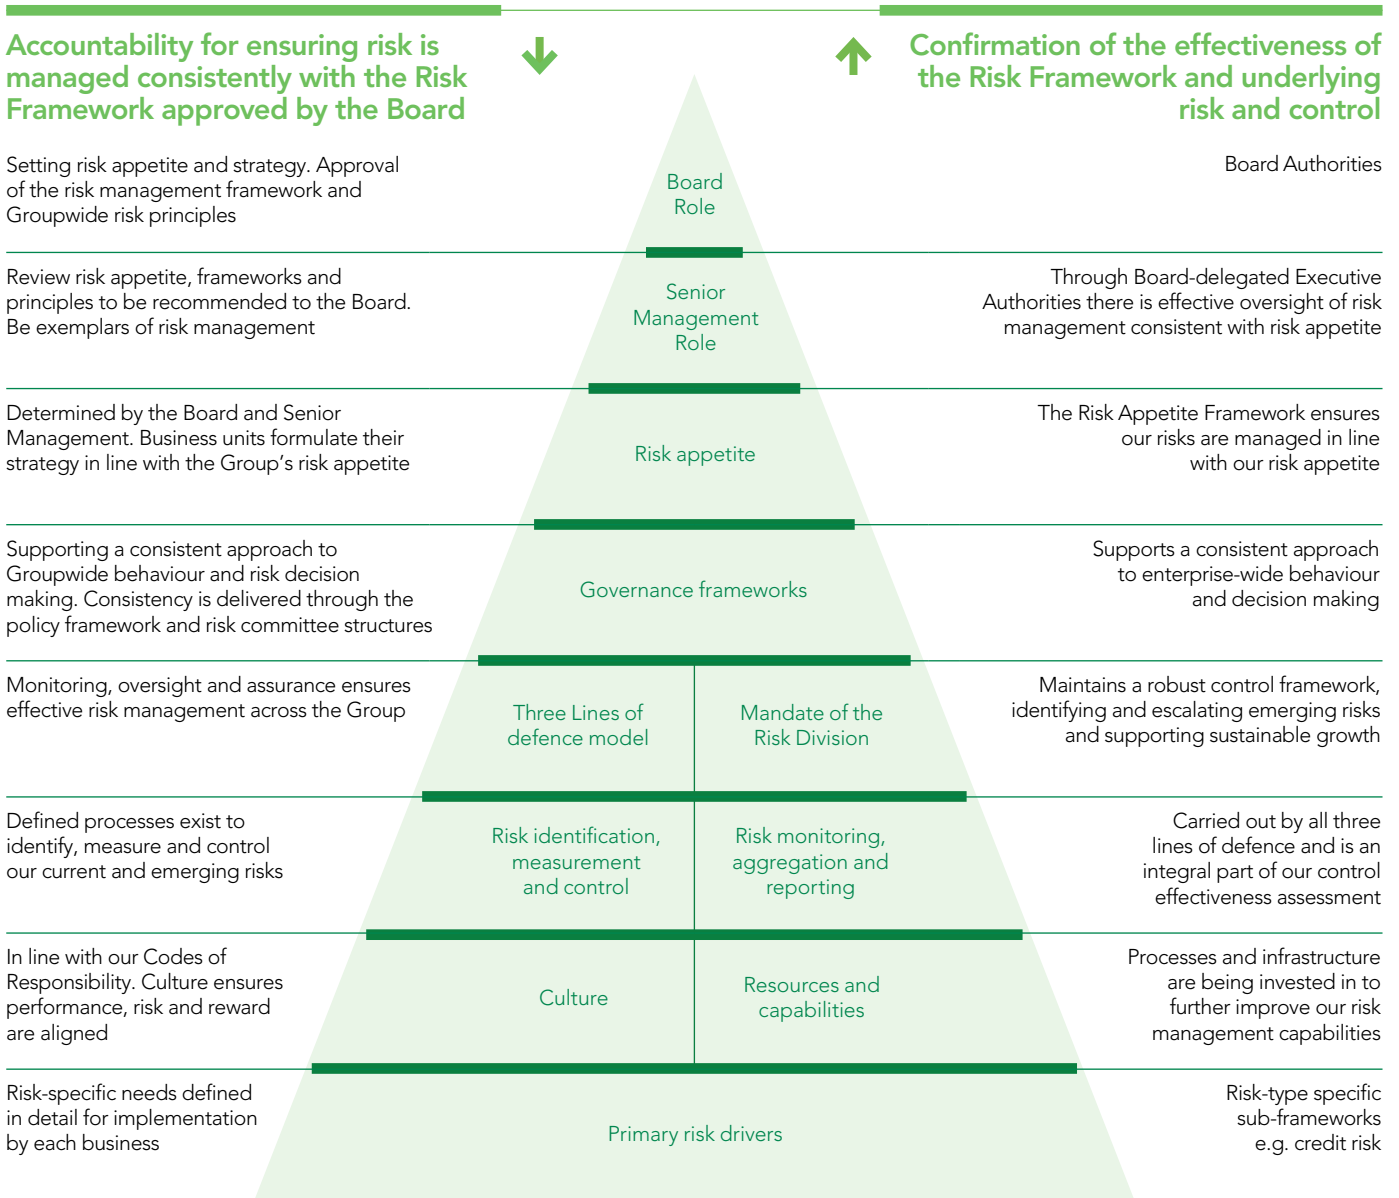 Accountability for ensuring risk is
managed consistently with the Risk
Framework approved by the Board
Confirmation of the effectiveness of
the Risk Framework and underlying
risk and control
Setting risk appetite and strategy. Approval
of the risk management framework and
Groupwide risk principles
Board
Role
Board Authorities
Review risk appetite, frameworks and
principles to be recommended to the Board.
Be exemplars of risk management
Senior
Management
Role
Through Board-delegated Executive
Authorities there is effective oversight of risk
management consistent with risk appetite
Determined by the Board and Senior
Management. Business units formulate their
strategy in line with the Group's risk appetite
Risk appetite
The Risk Appetite Framework ensures
our risks are managed in line
with our risk appetite
Supporting a consistent approach to
Groupwide behaviour and risk decision
making. Consistency is delivered through the
policy framework and risk committee structures
Governance frameworks
Supports a consistent approach
to enterprise-wide behaviour
and decision making
Monitoring, oversight and assurance ensures
effective risk management across the Group
Three Lines of
defence model
Mandate of the
Risk Division
Maintains a robust control framework,
identifying and escalating emerging risks
and supporting sustainable growth
Defined processes exist to
identify, measure and control
our current and emerging risks
Risk identification,
measurement
and control
Risk monitoring,
aggregation and
reporting
Carried out by all three
lines of defence and is an
integral part of our control
effectiveness assessment
In line with our Codes of
Responsibility. Culture ensures
performance, risk and reward
are aligned
Culture
Resources and
capabilities
Processes and infrastructure
are being invested in to
further improve our risk
management capabilities
Risk-specific needs defined
in detail for implementation
by each business
Primary risk drivers
Risk-type specific
sub-frameworks
e.g. credit risk